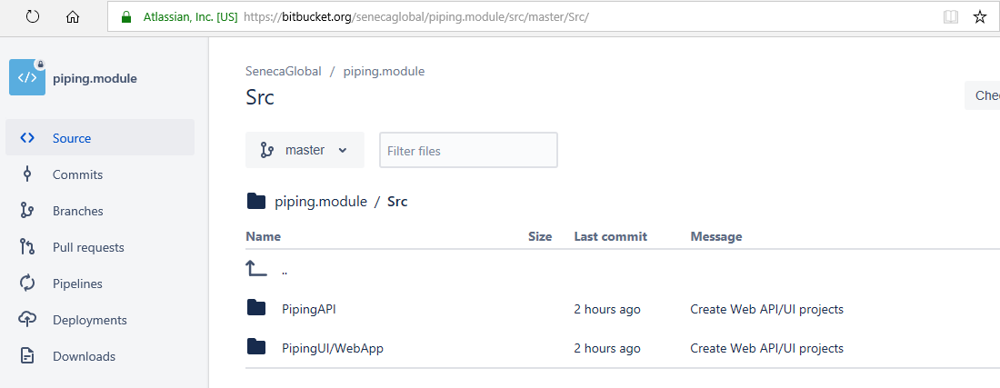 Atlassian, Inc. [US] https://bitbucket.org/senecaglobal/piping.module/src/master/Src/
piping.module
Source
Commits
Branches
Pull requests
Pipelines
Deployments
Downloads
SenecaGlobal / piping.module
Src
Chec
master
Filter files
piping.module / Src
Name Size Last commit Message
..
PipingAPI 2 hours ago Create Web API/UI projects
PipingUI/WebApp 2 hours ago Create Web API/UI projects